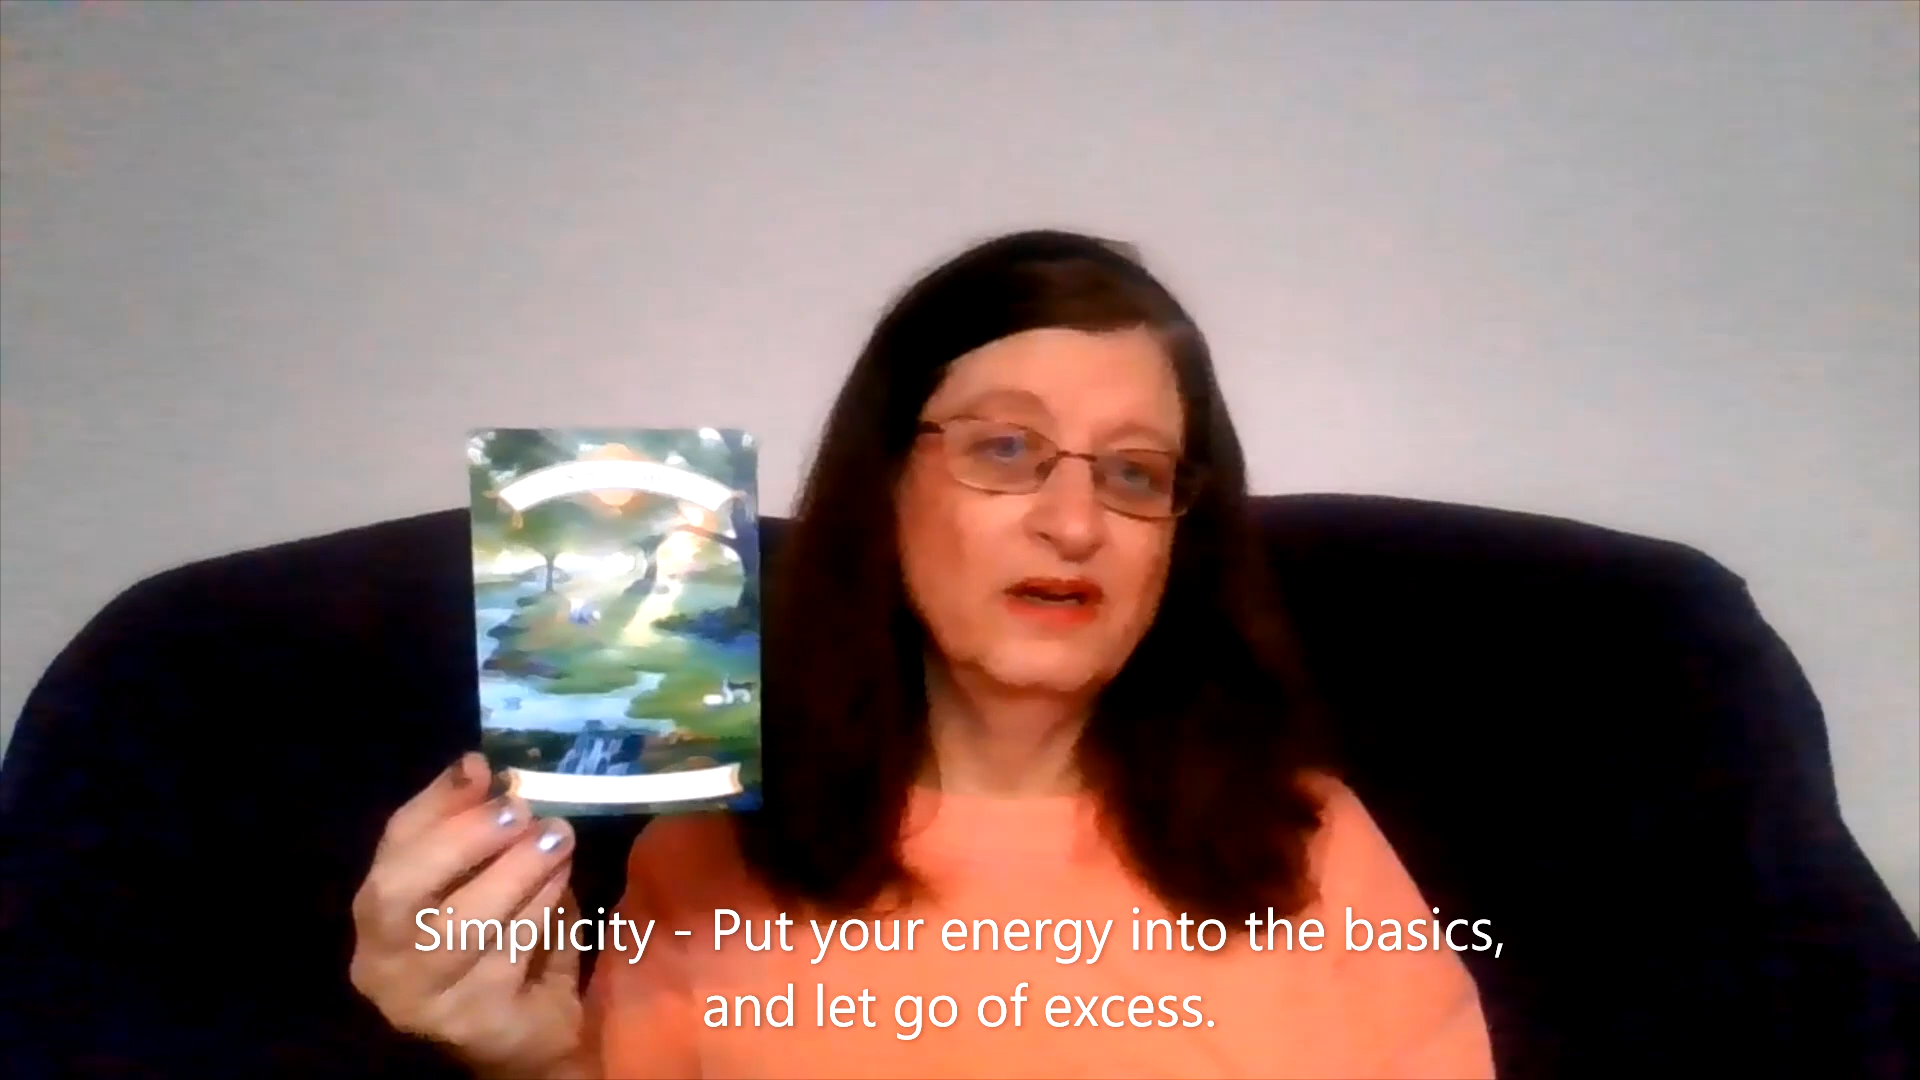 Simplicity - Put your energy into the basics,
and let go of excess.